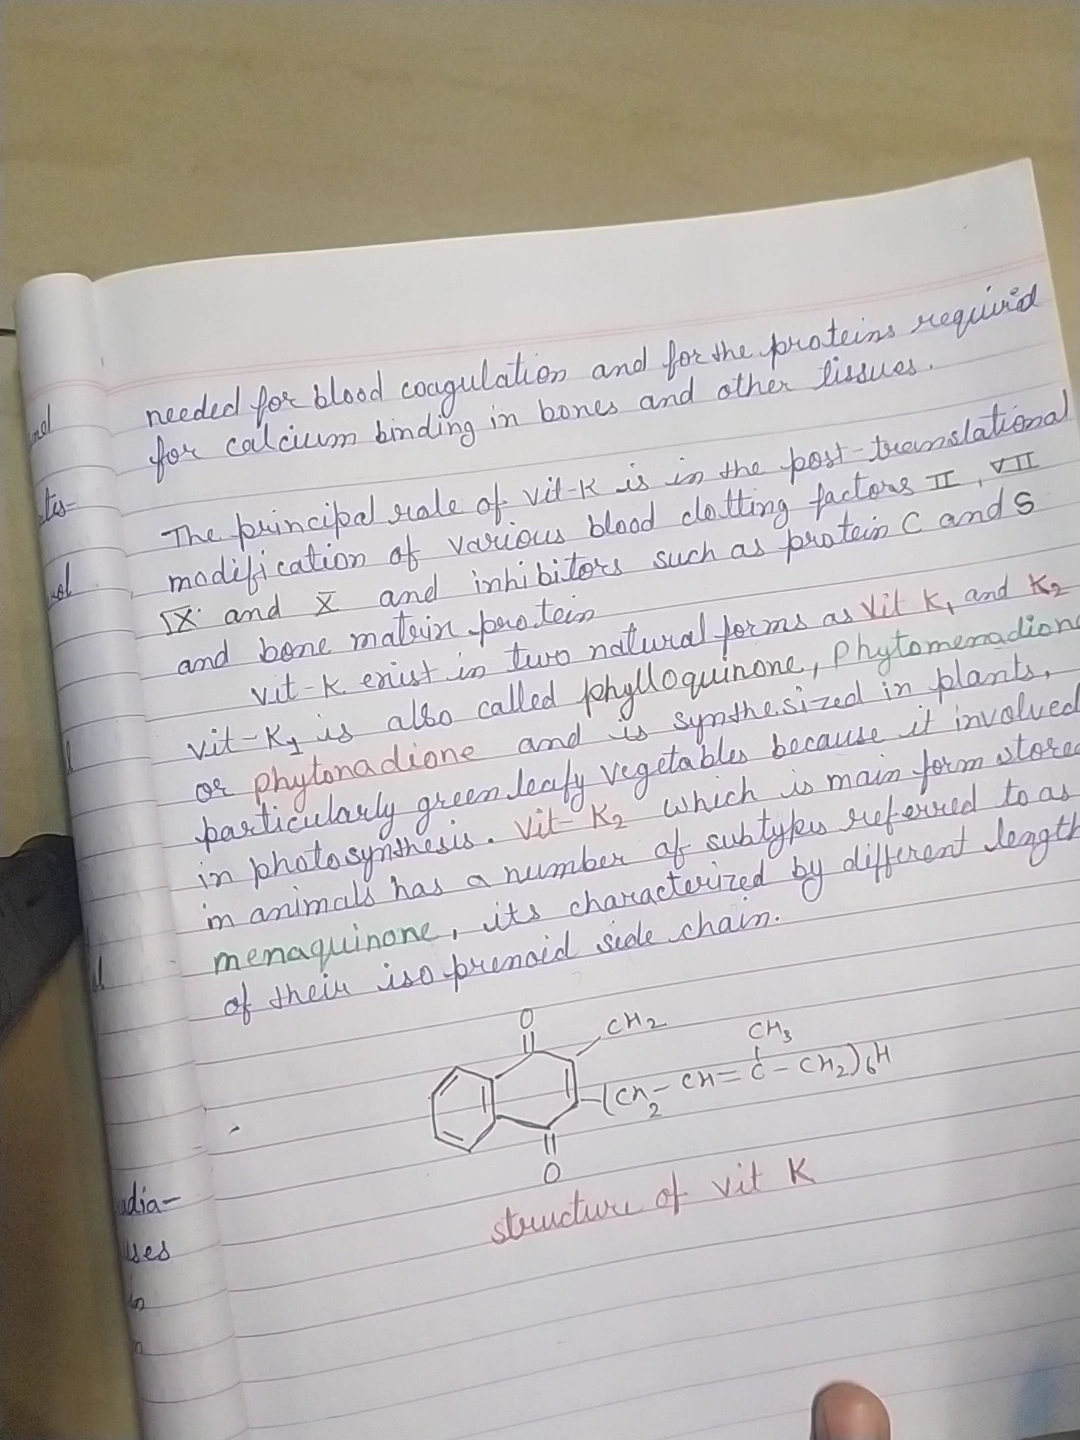 needed for blood coagulation and for the proteins required
for calcium binding in bones and other tissues.
The principal role of vit-K is in the post-translational
modification of various blood clotting factors II, VII
IX and X and inhibitors such as protein C and S
and bone matrin protein
vit-K exist in two natural forms as Vit K1 and K2
vit-K1 is also called phylloquinone, Phytomenadione
or phytonadione and is synthesized in plants,
particularly green leafy vegetables because it involved
in photosynthesis. Vit-K2 which is main form stored
in animals has a number of subtypes referred to as
menaquinone, its characterized by different length
of their iso prenoid side chain.
O
CH2
CH3
(CH2-CH=C-CH2)6H
O
structure of vit K
adia-
uses
in